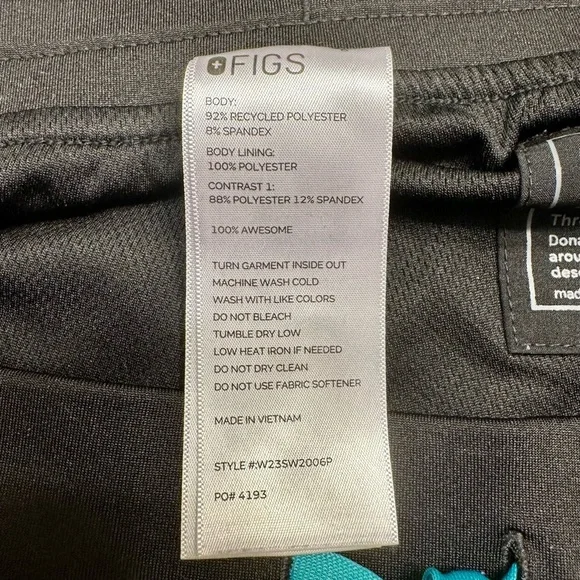 FIGS
BODY:
92% RECYCLED POLYESTER
8% SPANDEX
BODY LINING:
100% POLYESTER
CONTRAST 1:
88% POLYESTER 12% SPANDEX
100% AWESOME
TURN GARMENT INSIDE OUT
MACHINE WASH COLD
WASH WITH LIKE COLORS
DO NOT BLEACH
TUMBLE DRY LOW
LOW HEAT IRON IF NEEDED
DO NOT DRY CLEAN
DO NOT USE FABRIC SOFTENER
MADE IN VIETNAM
STYLE #:W23SW2006P
PO# 4193
Thr
Dona
arou
dese
mad